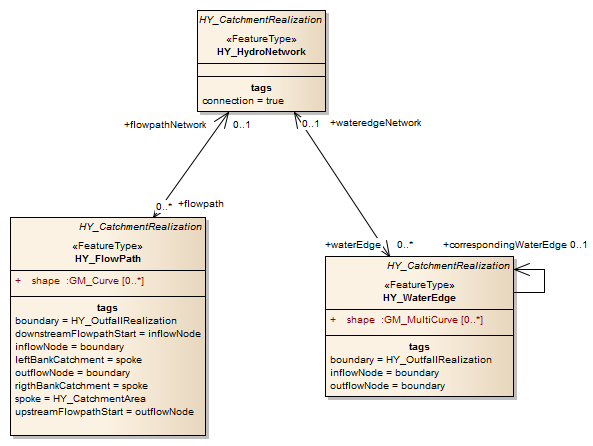 HY_CatchmentRealization
«FeatureType»
HY_HydroNetwork
tags
connection = true
+flowpathNetwork
0..1
0..1
+wateredgeNetwork
0..*
+flowpath
+waterEdge
0..*
+correspondingWaterEdge 0..1
HY_CatchmentRealization
«FeatureType»
HY_FlowPath
+ shape :GM_Curve [0..*]
tags
boundary = HY_OutfallRealization
downstreamFlowpathStart = inflowNode
inflowNode = boundary
leftBankCatchment = spoke
outflowNode = boundary
rigthBankCatchment = spoke
spoke = HY_CatchmentArea
upstreamFlowpathStart = outflowNode
HY_CatchmentRealization
«FeatureType»
HY_WaterEdge
+ shape :GM_MultiCurve [0..*]
tags
boundary = HY_OutfallRealization
inflowNode = boundary
outflowNode = boundary